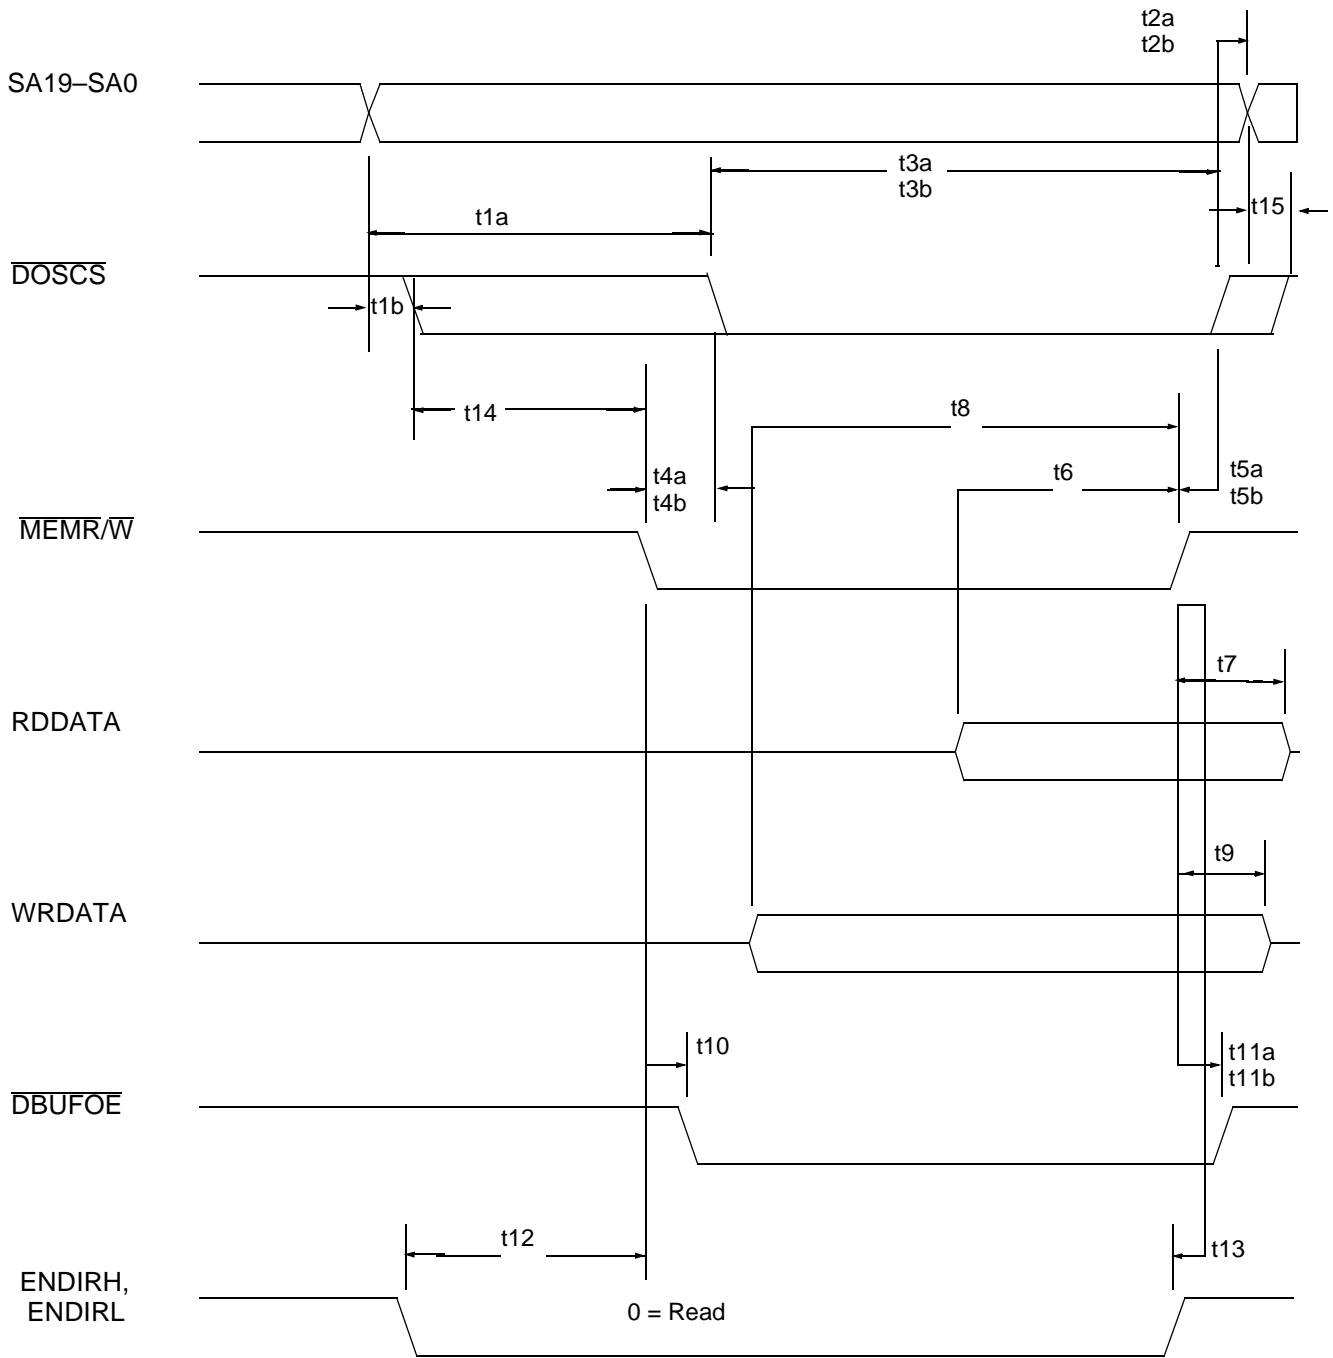 t2a
t2b
SA19–SA0
t3a
t3b
t1a
t15
DOSCS
t1b
t14
t8
t4a
t4b
t6
t5a
t5b
MEMR/W
t7
RDDATA
t9
WRDATA
t10
t11a
t11b
DBUFOE
t12
t13
ENDIRH,
ENDIRL
0 = Read